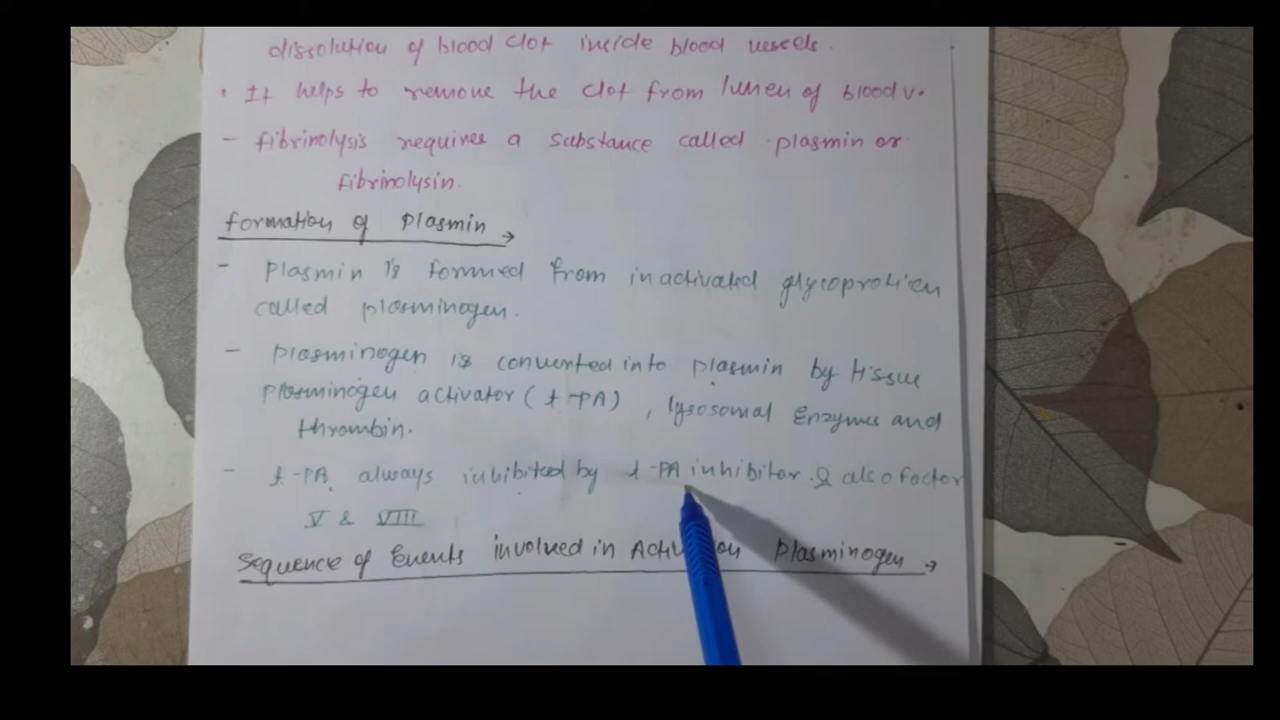 dissolution of blood clot inside blood vessels.
• It helps to remove the clot from lumen of blood v.
- fibrinolysis requires a substance called plasmin or
fibrinolysin.
formation of Plasmin →
- Plasmin is formed from inactivated glycoprotien
called plasminogen.
- Plasminogen is converted into plasmin by tissue
plasminogen activator (t-PA), lysosomal Enzymes and
thrombin.
- t-PA always inhibited by t-PA inhibitor & also factor
V & VIII
Sequence of Events involved in Plasminogen →